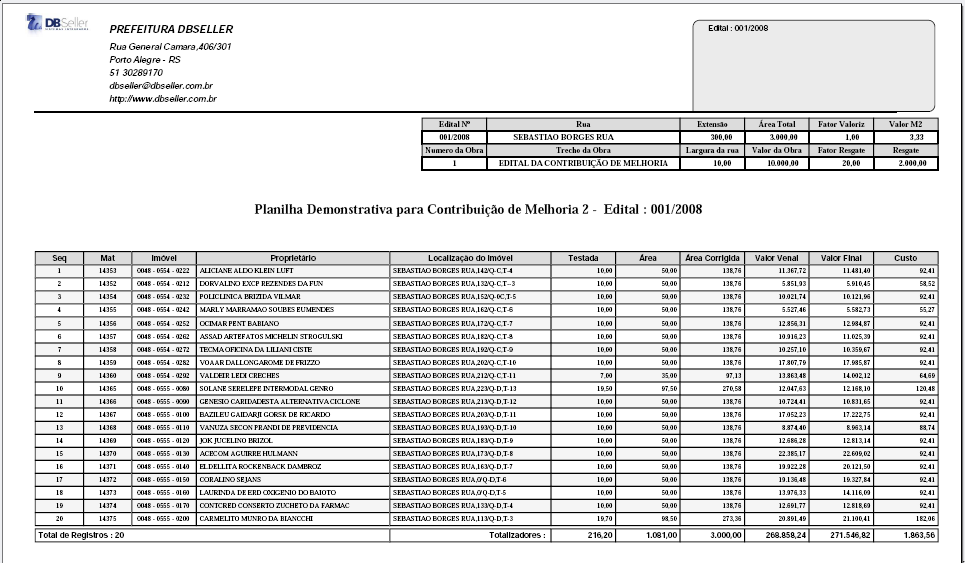 DBSeller
PREFEITURA DBSELLER
Rua General Camara,406/301
Porto Alegre - RS
51 30289170
dbseller@dbseller.com.br
http://www.dbseller.com.br
Edital : 001/2008
Edital Nº Rua Extensão Área Total Fator Valoriz Valor M2
001/2008 SEBASTIAO BORGES RUA 300,00 3.000,00 1,00 3,33
Numero da Obra Trecho da Obra Largura da roa Valor da Obra Fator Resgate Resgate
1 EDITAL DA CONTRIBUIÇÃO DE MELHORIA 10,00 10.000,00 20,00 2.000,00
Planilha Demonstrativa para Contribuição de Melhoria 2 - Edital : 001/2008
Seq Mat Imóvel Proprietário Localização do Imóvel Testada Área Área Corrigida Valor Venal Valor Final Custo
1 14353 0048 - 0554 - 0222 ALICIANE ALDO KLEIN LUFT SEBASTIAO BORGES RUA,142/Q-C,T-4 10,00 50,00 138,76 11.367,72 11.481,40 92,41
2 14352 0048 - 0554 - 0212 DORVALINO EXCP REZENDES DA FUN SEBASTIAO BORGES RUA,132/Q-C,T--3 10,00 50,00 138,76 5.851,93 5.910,45 58,52
3 14354 0048 - 0554 - 0232 POLICLINICA BRIZIDA VILMAR SEBASTIAO BORGES RUA,152/Q-0C,T-5 10,00 50,00 138,76 10.021,74 10.121,96 92,41
4 14355 0048 - 0554 - 0242 MARLY MARRAMAO SOUBES EUMENDES SEBASTIAO BORGES RUA,162/Q-C,T-6 10,00 50,00 138,76 5.527,46 5.582,73 55,27
5 14356 0048 - 0554 - 0252 OCIMAR PENT BABIANO SEBASTIAO BORGES RUA,172/Q-C,T-7 10,00 50,00 138,76 12.856,31 12.984,87 92,41
6 14357 0048 - 0554 - 0262 ASSAD ARTEFATOS MICHELIN STROGULSKI SEBASTIAO BORGES RUA,182/Q-C,T-8 10,00 50,00 138,76 10.916,23 11.025,39 92,41
7 14358 0048 - 0554 - 0272 TECMA OFICINA DA LILIANI CISTE SEBASTIAO BORGES RUA,192/Q-C,T-9 10,00 50,00 138,76 10.257,10 10.359,67 92,41
8 14359 0048 - 0554 - 0282 VOAAR DALLONGAROME DE FRIZZO SEBASTIAO BORGES RUA,202/Q-C,T-10 10,00 50,00 138,76 17.807,79 17.985,87 92,41
9 14360 0048 - 0554 - 0292 VALDEIR LEDI CRECHES SEBASTIAO BORGES RUA,212/Q-C,T-11 7,00 35,00 97,13 13.863,48 14.002,12 64,69
10 14365 0048 - 0555 - 0080 SOLANE SERELEPE INTERMODAL GENRO SEBASTIAO BORGES RUA,223/Q-D,T-13 19,50 97,50 270,58 12.047,63 12.168,10 120,48
11 14366 0048 - 0555 - 0090 GENESIO CARIDADESTA ALTERNATIVA CICLONE SEBASTIAO BORGES RUA,213/Q-D,T-12 10,00 50,00 138,76 10.724,41 10.831,65 92,41
12 14367 0048 - 0555 - 0100 BAZILEU GAIDARJI GORSK DE RICARDO SEBASTIAO BORGES RUA,203/Q-D,T-11 10,00 50,00 138,76 17.052,23 17.222,75 92,41
13 14368 0048 - 0555 - 0110 VANUZA SECON PRANDI DE PREVIDENCIA SEBASTIAO BORGES RUA,193/Q-D,T-10 10,00 50,00 138,76 8.874,40 8.963,14 88,74
14 14369 0048 - 0555 - 0120 JOK JUCELINO BRIZOL SEBASTIAO BORGES RUA,183/Q-D,T-9 10,00 50,00 138,76 12.686,28 12.813,14 92,41
15 14370 0048 - 0555 - 0130 ACECOM AGUIRRE HULMANN SEBASTIAO BORGES RUA,173/Q-D,T-8 10,00 50,00 138,76 22.385,17 22.609,02 92,41
16 14371 0048 - 0555 - 0140 ELDELLITA ROCKENBACK DAMBROZ SEBASTIAO BORGES RUA,163/Q-D,T-7 10,00 50,00 138,76 19.922,28 20.121,50 92,41
17 14372 0048 - 0555 - 0150 CORALINO SEJANS SEBASTIAO BORGES RUA,0/Q-D,T-6 10,00 50,00 138,76 19.136,48 19.327,84 92,41
18 14373 0048 - 0555 - 0160 LAURINDA DE ERD OXIGENIO DO BAIOTO SEBASTIAO BORGES RUA,0/Q-D,T-5 10,00 50,00 138,76 13.976,33 14.116,09 92,41
19 14374 0048 - 0555 - 0170 CONTCRED CONSERTO ZUCHETO DA FARMAC SEBASTIAO BORGES RUA,133/Q-D,T-4 10,00 50,00 138,76 12.691,77 12.818,69 92,41
20 14375 0048 - 0555 - 0200 CARMELITO MUNRO DA BIANCCHI SEBASTIAO BORGES RUA,113/Q-D,T-3 19,70 98,50 273,36 20.891,49 21.100,41 182,06
Total de Registros : 20 Totalizadores : 216,20 1.081,00 3.000,00 268.858,24 271.546,82 1.863,56